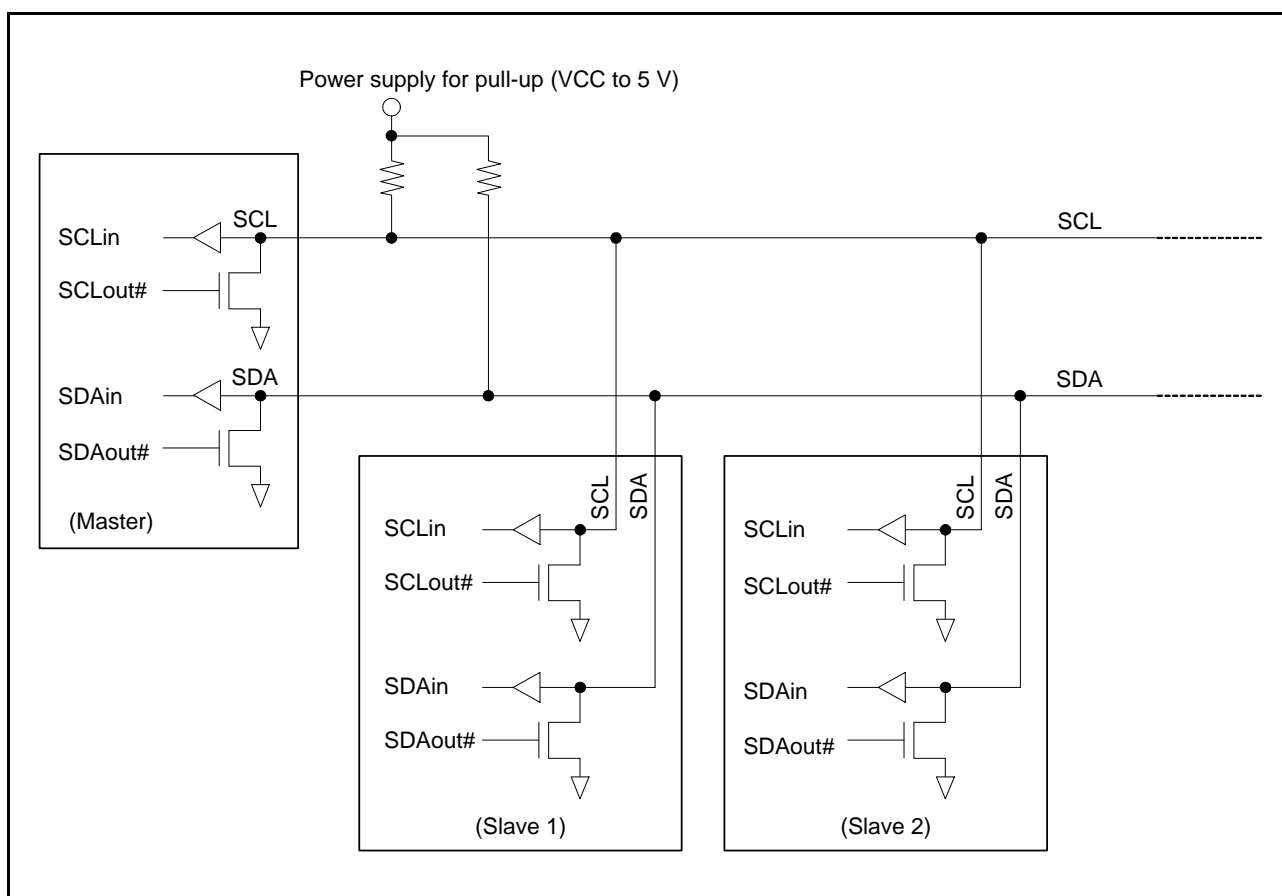 Power supply for pull-up (VCC to 5 V)
SCL
SCLin
SCLout#
SDA
SDAin
SDAout#
(Master)
SCL
SDA
SCL
SDA
SCLin
SCLout#
SDAin
SDAout#
(Slave 1)
SCL
SDA
SCLin
SCLout#
SDAin
SDAout#
(Slave 2)